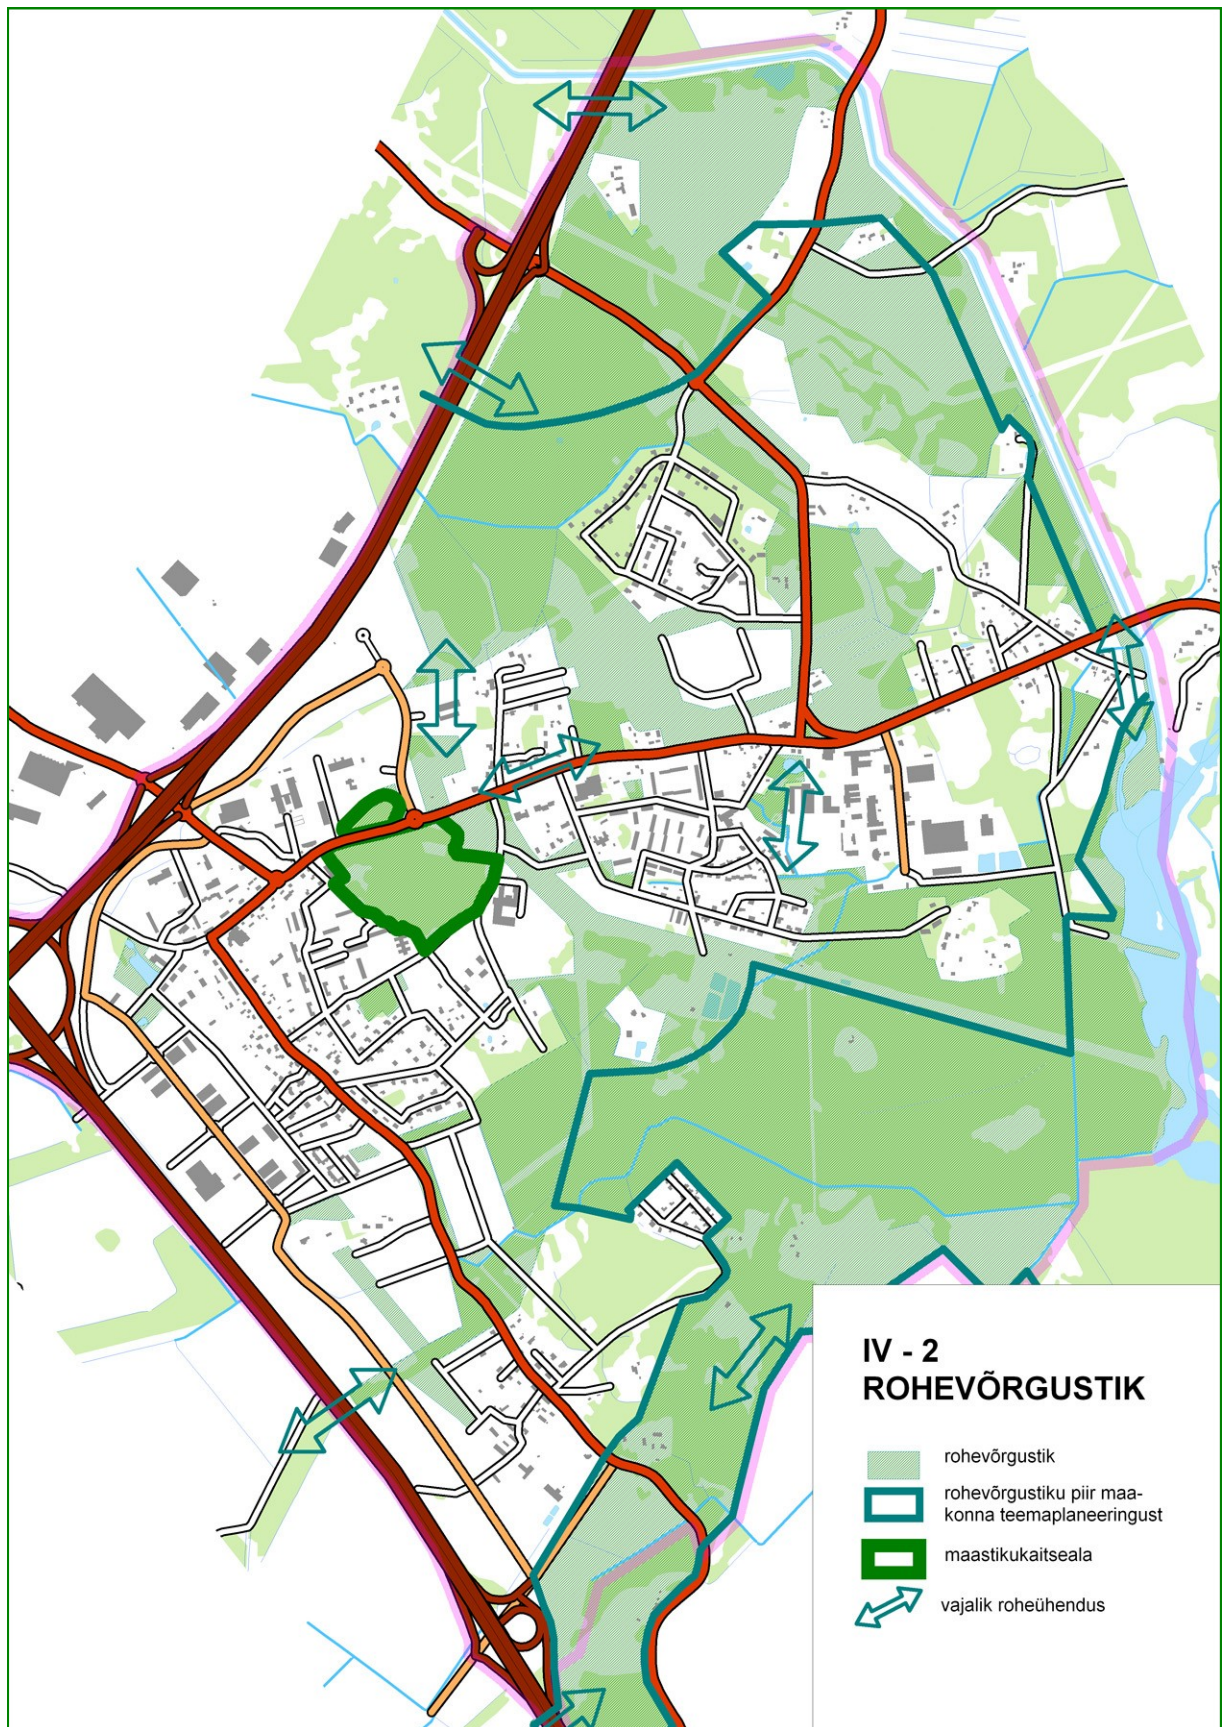 IV - 2
ROHEVÕRGUSTIK
rohevõrgustik
rohevõrgustiku piir maa-
konna teemaplaneeringust
maastikukaitseala
vajalik roheühendus